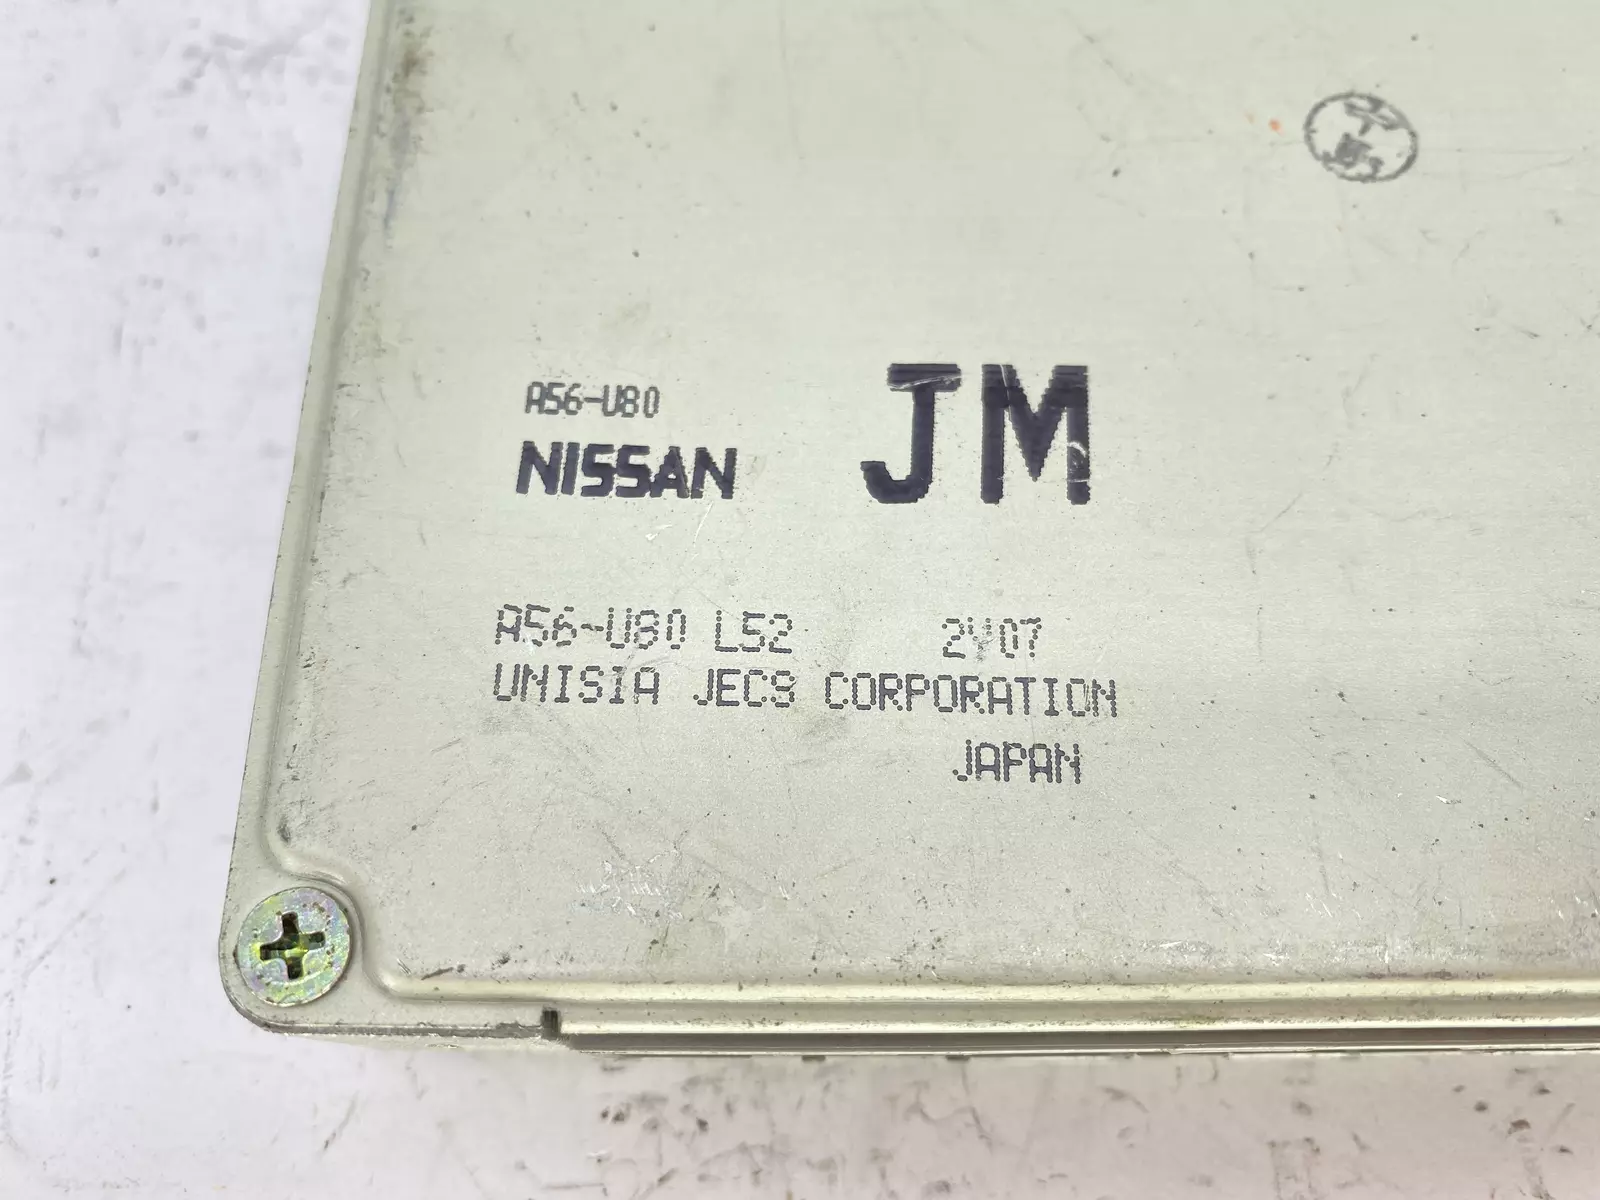 A56-U80
NISSAN JM
A56-U80 L52 2Y07
UNISIA JECS CORPORATION
JAPAN